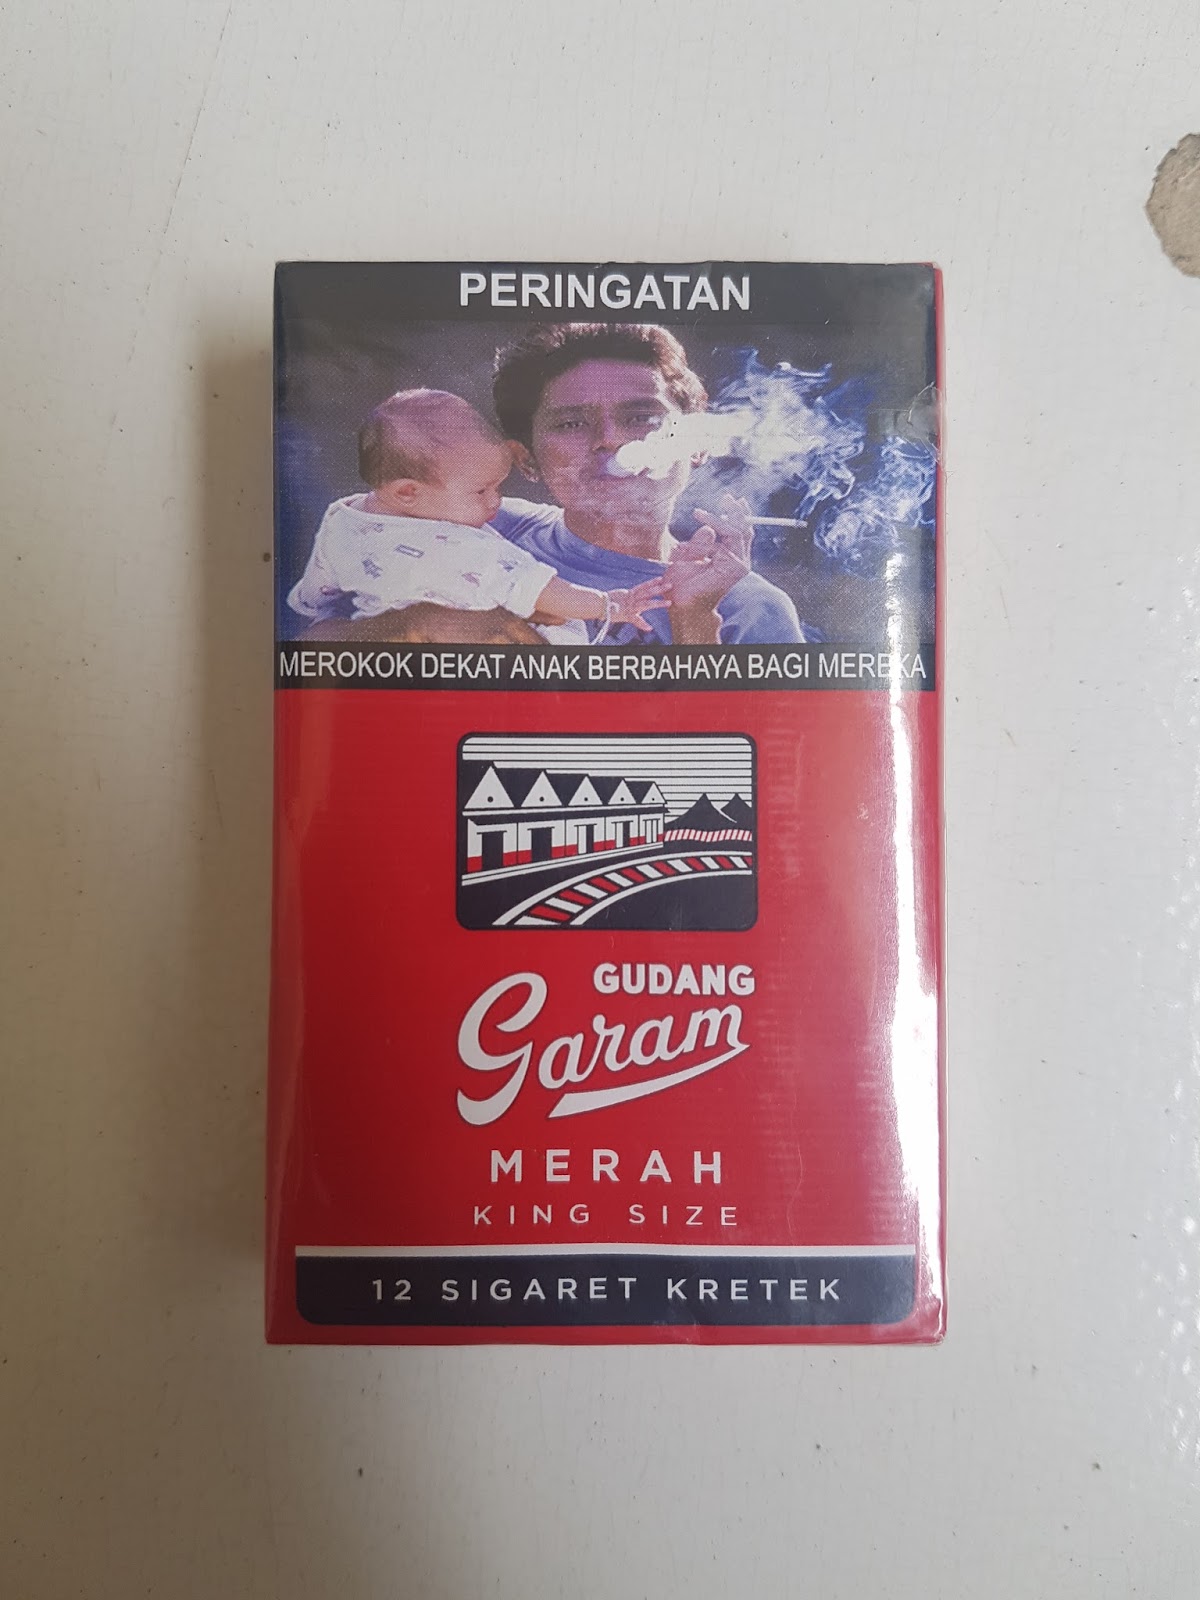 PERINGATAN
MEROKOK DEKAT ANAK BERBAHAYA BAGI MEREKA
GUDANG
Garam
MERAH
KING SIZE
12 SIGARET KRETEK